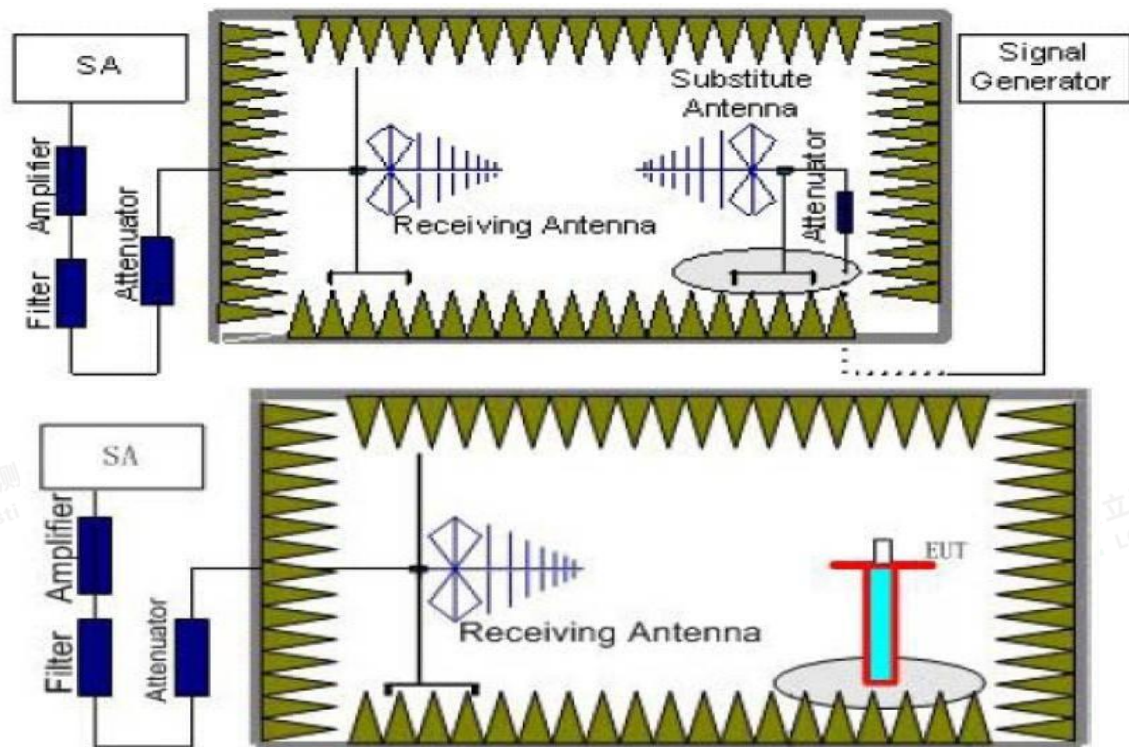 SA
Signal
Generator
Substitute
Antenna
Amplifier
Attenuator
Filter
Receiving Antenna
Attenuator
SA
Amplifier
Filter
Attenuator
Receiving Antenna
EUT